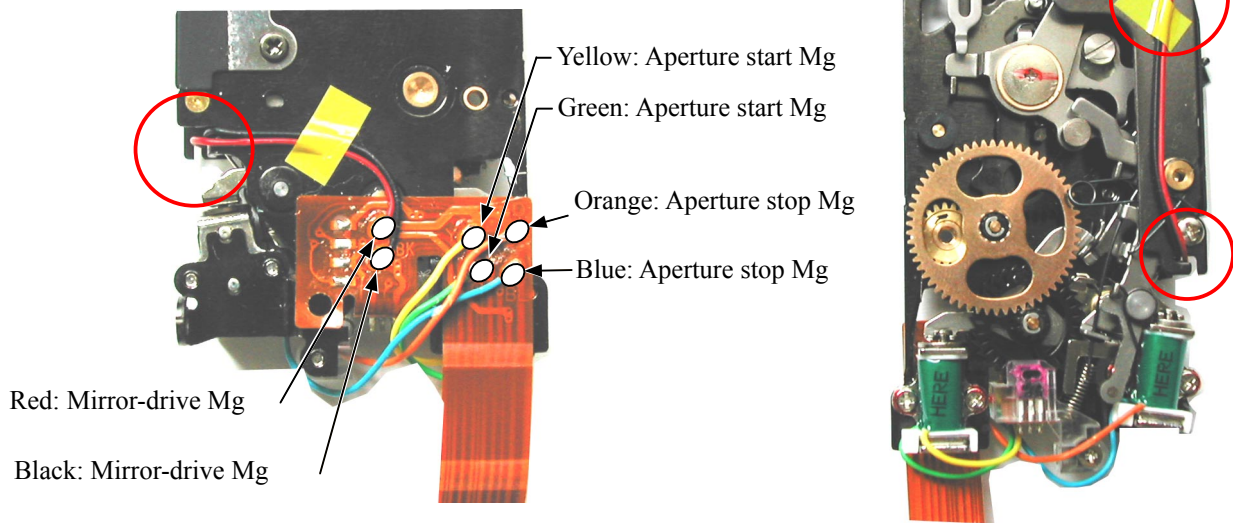 Yellow: Aperture start Mg
Green: Aperture start Mg
Orange: Aperture stop Mg
Blue: Aperture stop Mg
Red: Mirror-drive Mg
Black: Mirror-drive Mg
BK
HERE
HERE